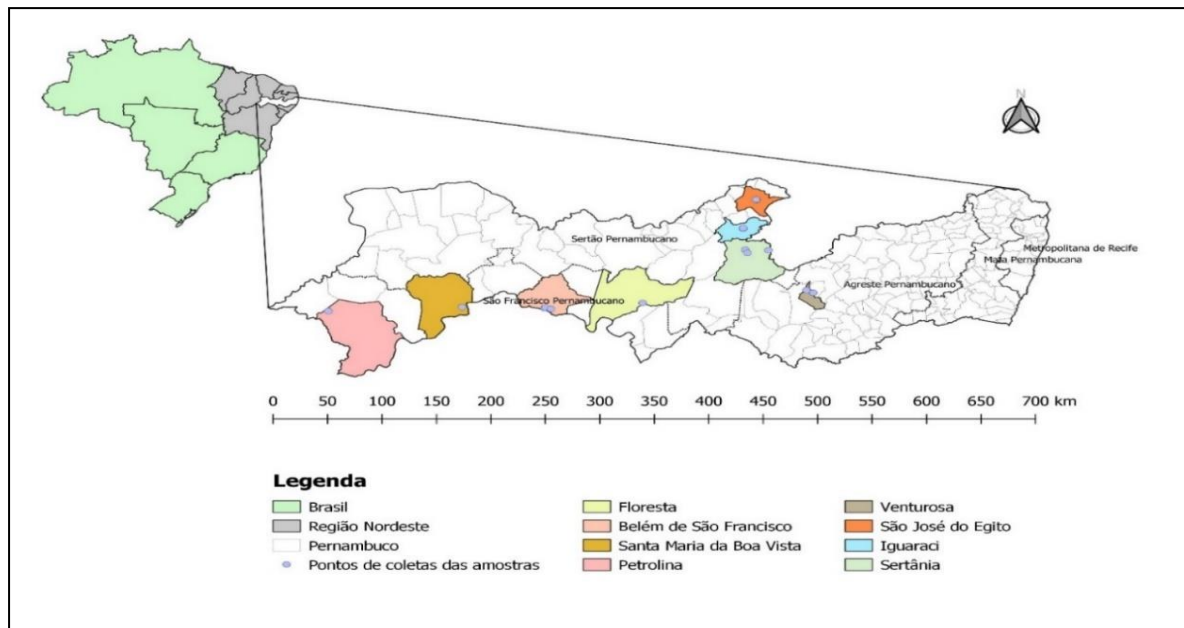 N
Sertão Pernambucano
Metropolitana de Recife
Mata Pernambucana
Agreste Pernambucano
São Francisco Pernambucano
0 50 100 150 200 250 300 350 400 450 500 550 600 650 700 km
Legenda
Brasil
Região Nordeste
Pernambuco
Pontos de coletas das amostras
Floresta
Belém de São Francisco
Santa Maria da Boa Vista
Petrolina
Venturosa
São José do Egito
Iguaraci
Sertânia